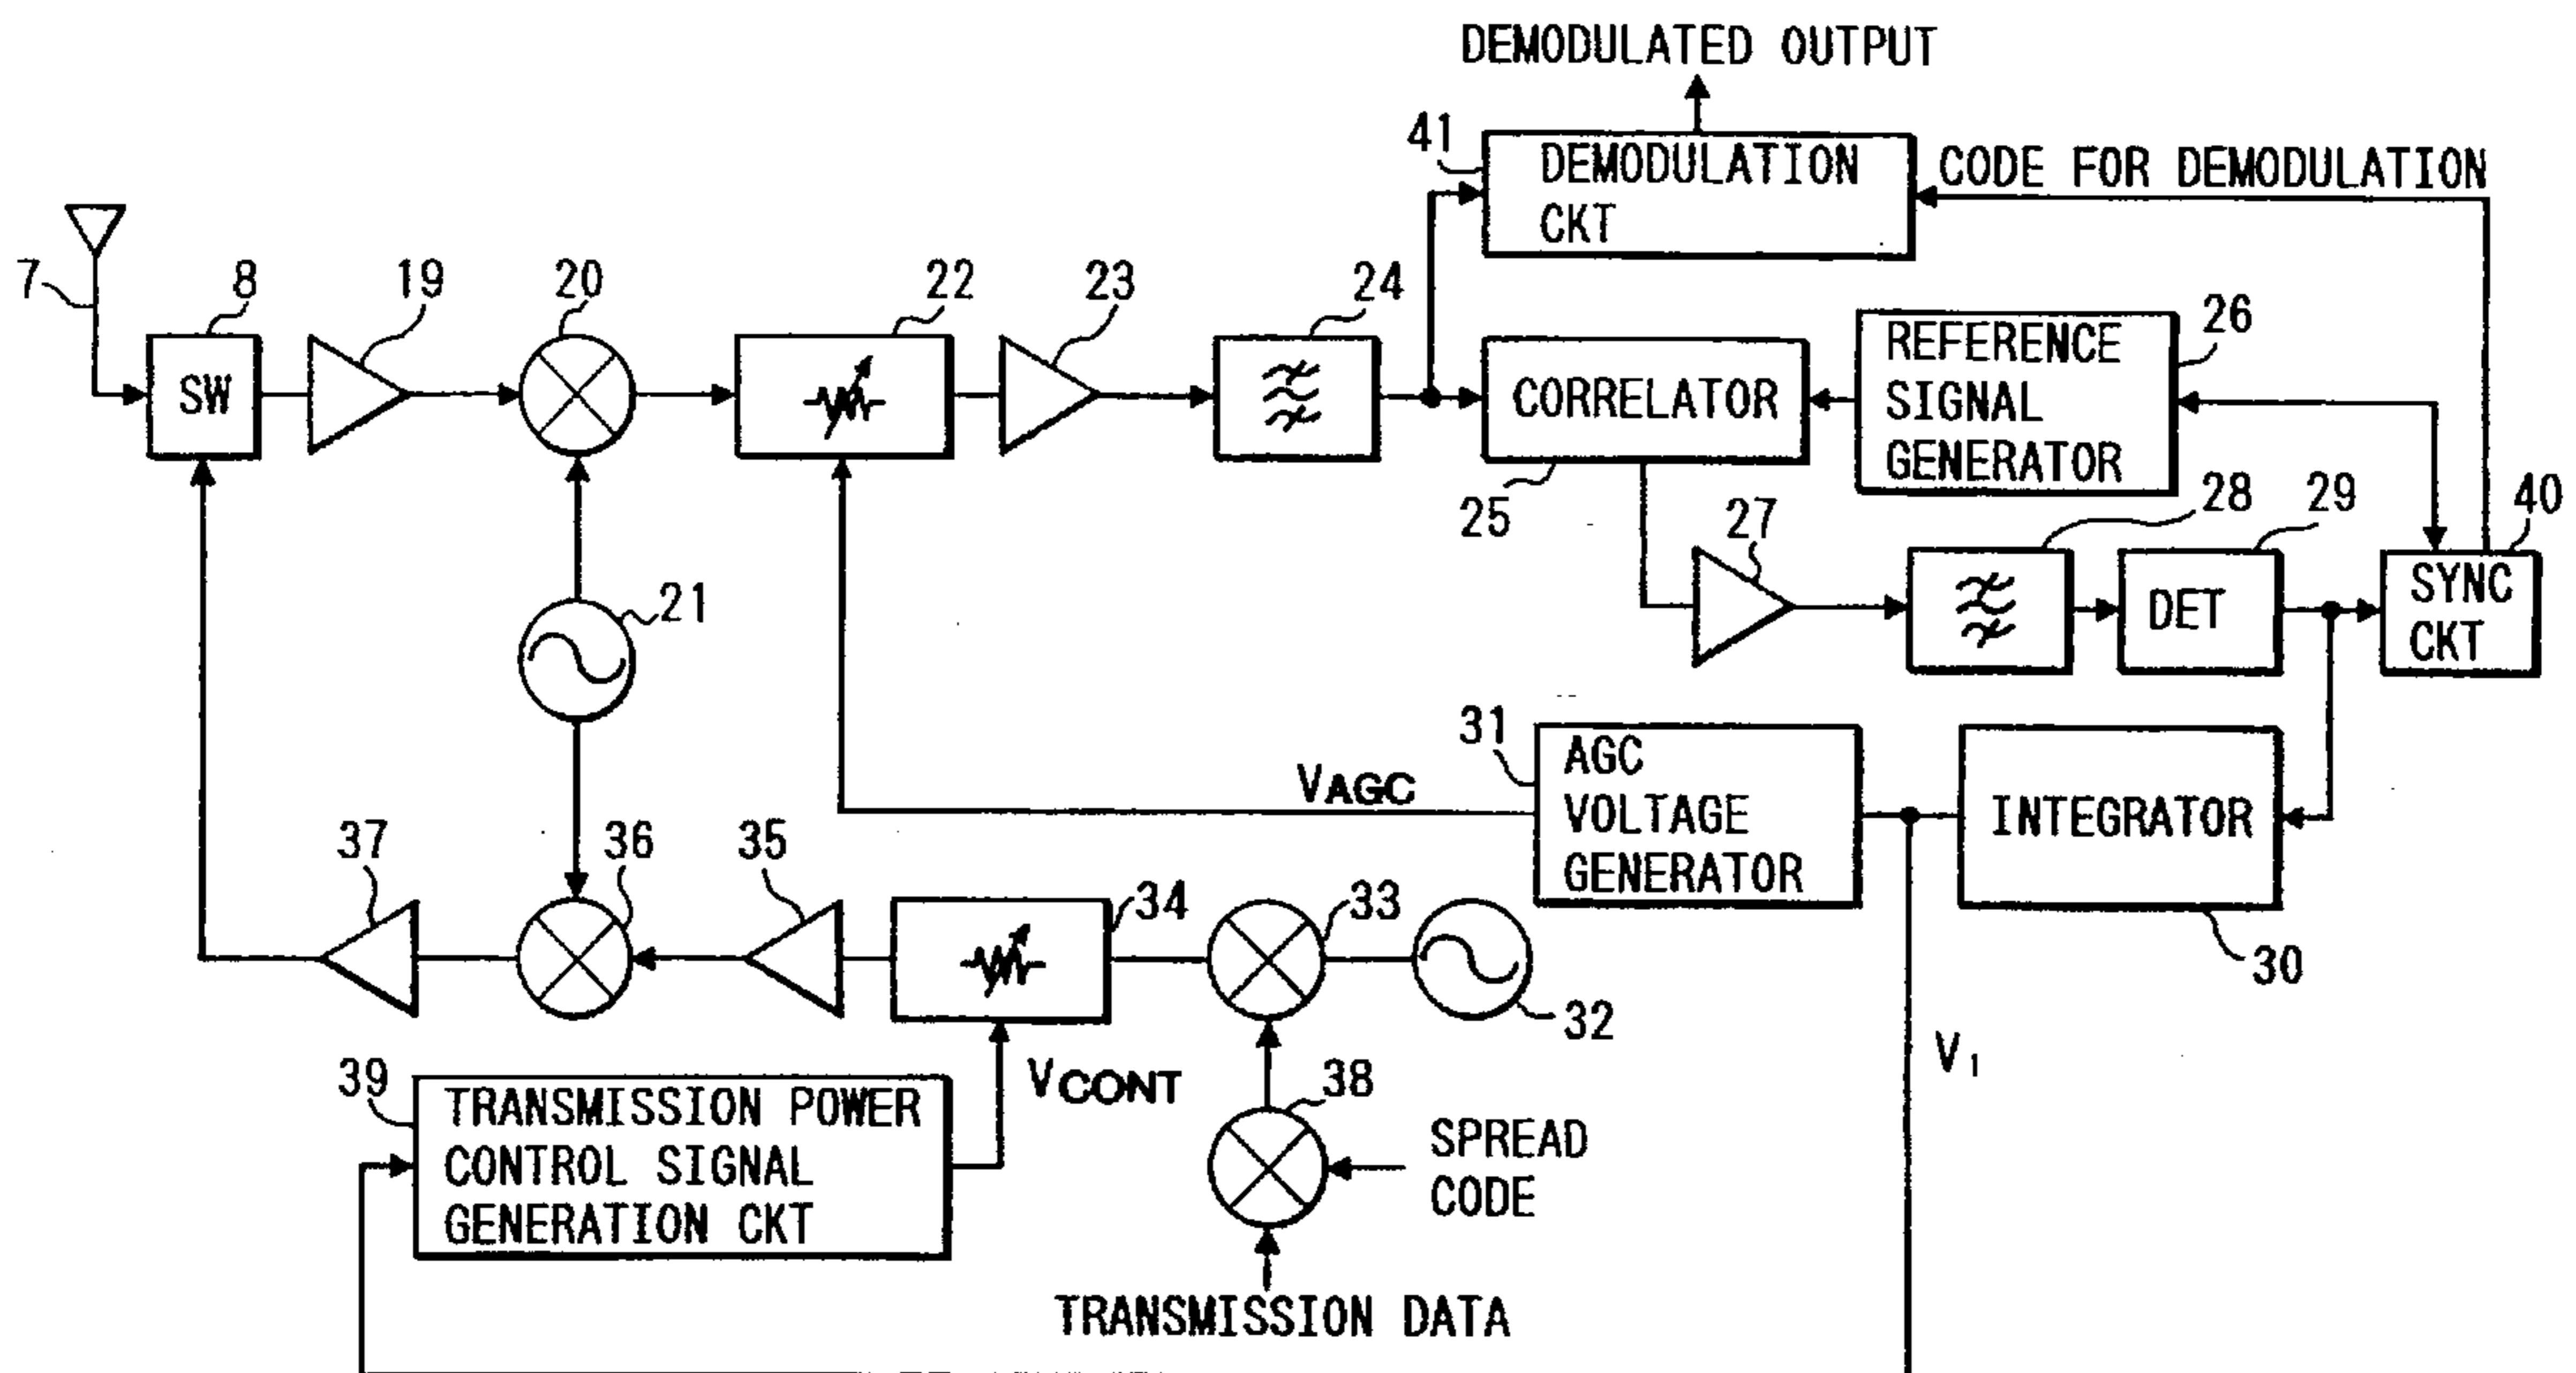 DEMODULATED OUTPUT
41
DEMODULATION
CKT
CODE FOR DEMODULATION
7
8
SW
19
20
22
23
24
CORRELATOR
25
REFERENCE
SIGNAL
GENERATOR
26
21
27
28
29
DET
40
SYNC
CKT
31
AGC
VOLTAGE
GENERATOR
VAGC
INTEGRATOR
30
37
36
35
34
33
32
V1
39
TRANSMISSION POWER
CONTROL SIGNAL
GENERATION CKT
VCONT
38
SPREAD
CODE
TRANSMISSION DATA